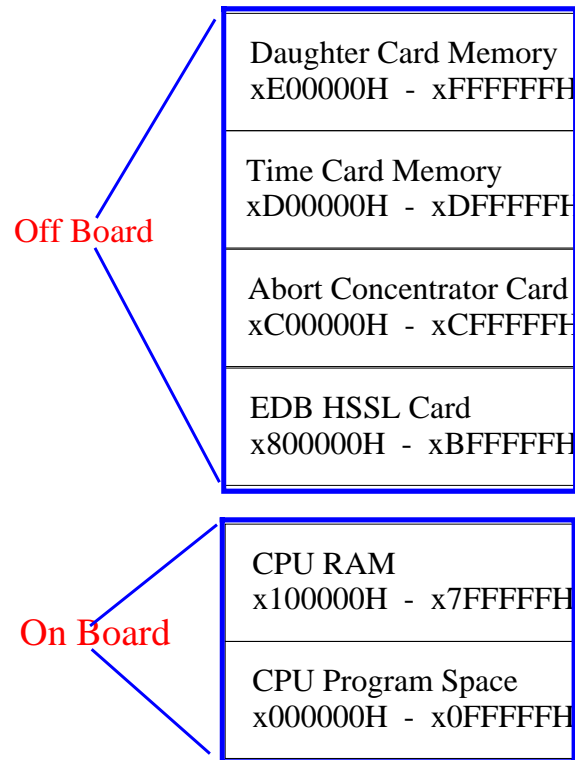 Daughter Card Memory
xE00000H - xFFFFFFH
Time Card Memory
xD00000H - xDFFFFFH
Off Board
Abort Concentrator Card
xC00000H - xCFFFFFH
EDB HSSL Card
x800000H - xBFFFFFH
CPU RAM
x100000H - x7FFFFFH
On Board
CPU Program Space
x000000H - x0FFFFFH